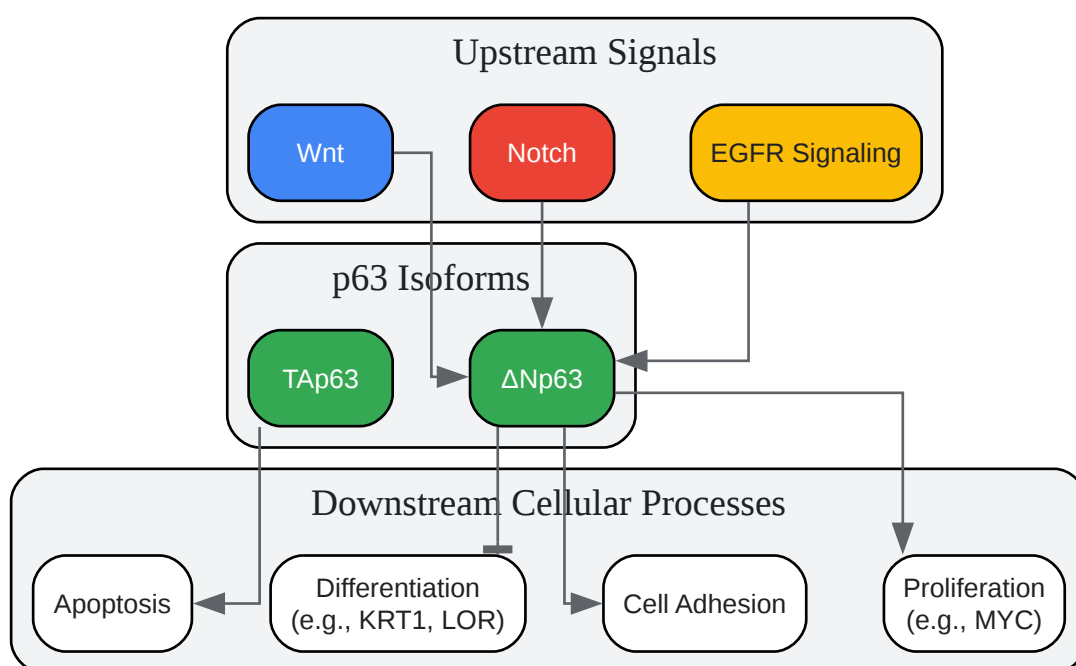 Upstream Signals
Wnt
Notch
EGFR Signaling
p63 Isoforms
TAp63
ΔNp63
Downstream Cellular Processes
Apoptosis
Differentiation
(e.g., KRT1, LOR)
Cell Adhesion
Proliferation
(e.g., MYC)